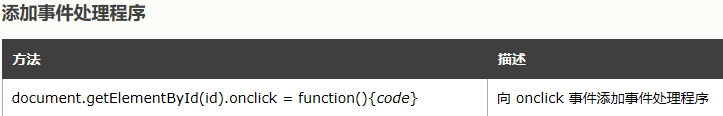 添加事件处理程序
方法 描述
document.getElementById(id).onclick = function(){code} 向 onclick 事件添加事件处理程序